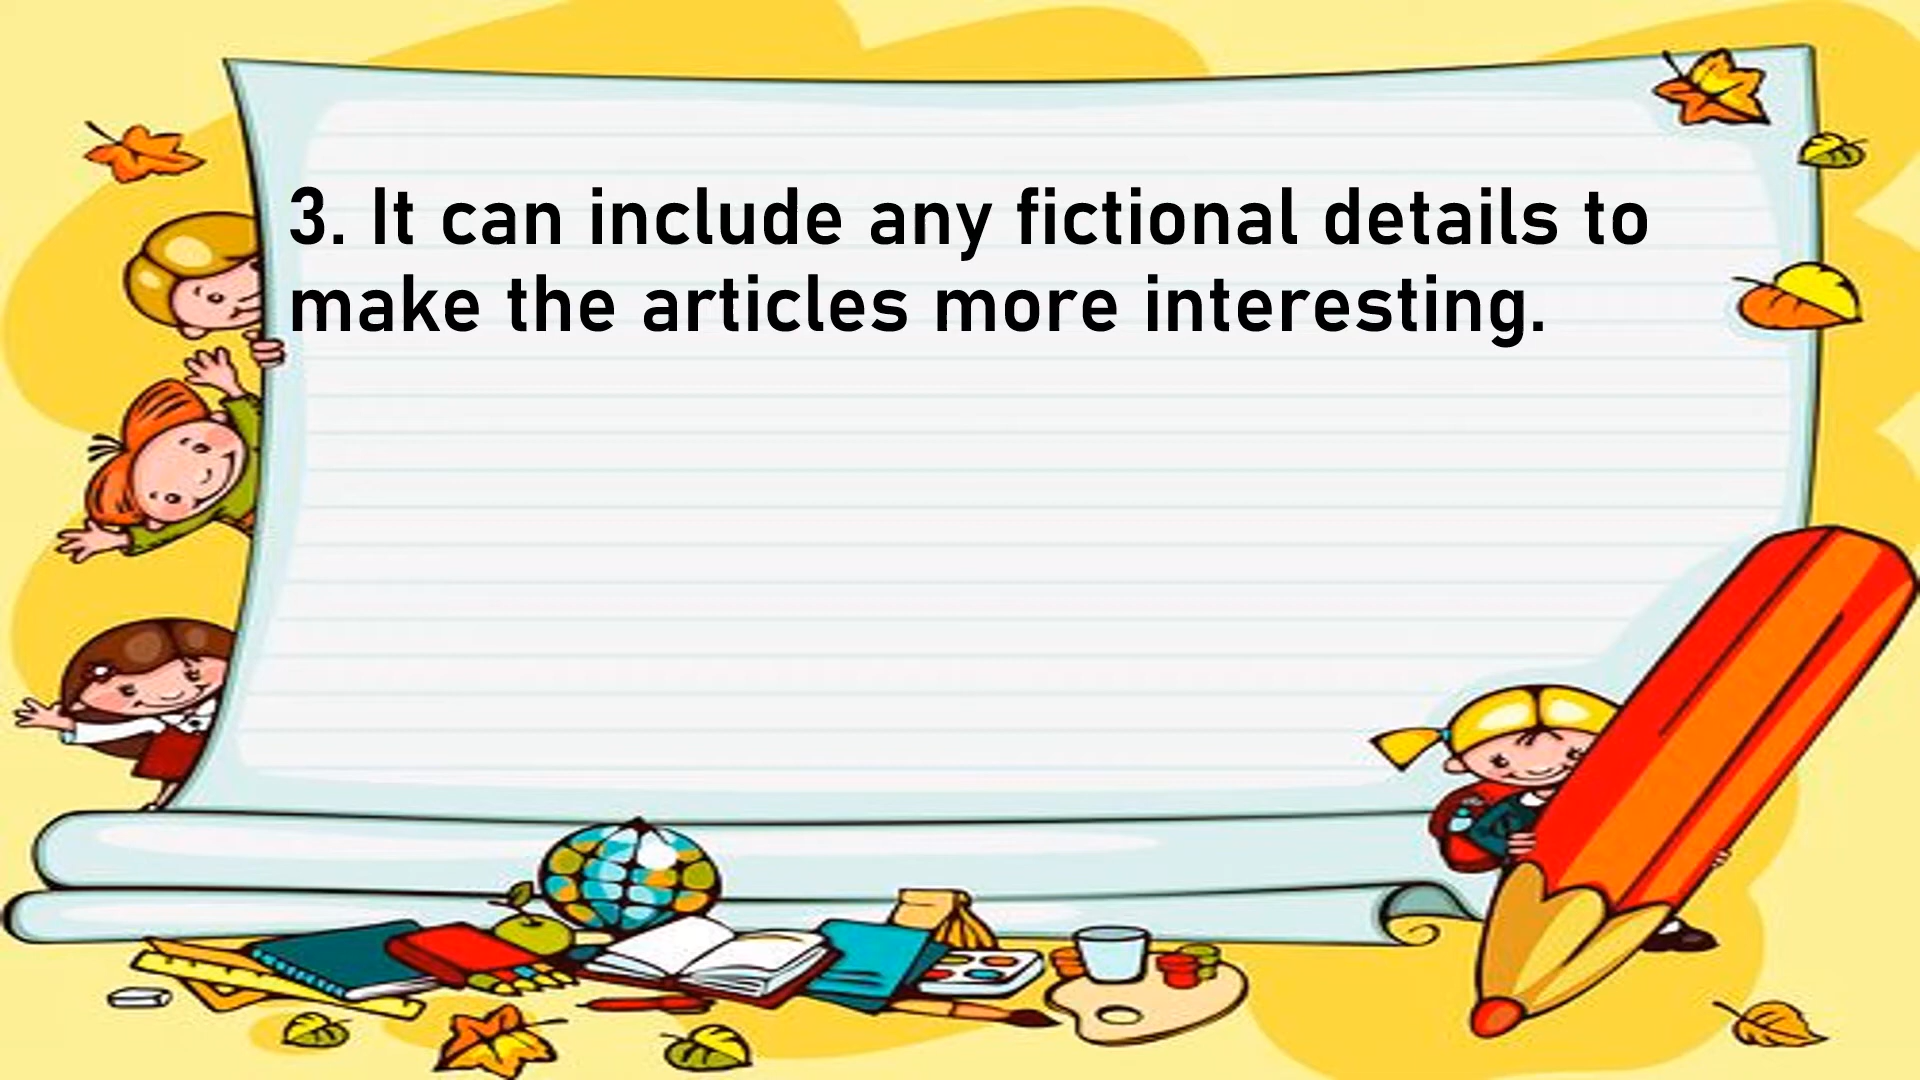 3. It can include any fictional details to
make the articles more interesting.